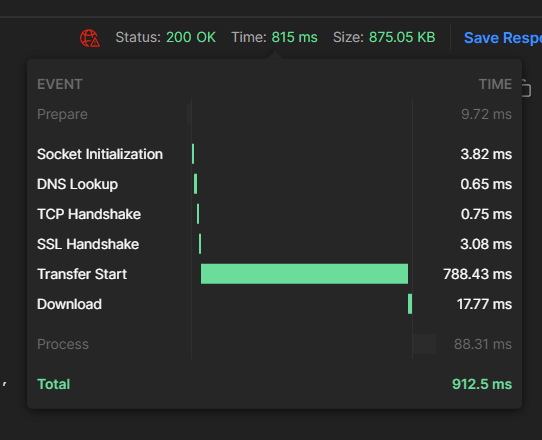 Status: 200 OK Time: 815 ms Size: 875.05 KB Save Respo
EVENT TIME
Prepare 9.72 ms
Socket Initialization 3.82 ms
DNS Lookup 0.65 ms
TCP Handshake 0.75 ms
SSL Handshake 3.08 ms
Transfer Start 788.43 ms
Download 17.77 ms
Process 88.31 ms
,
Total 912.5 ms